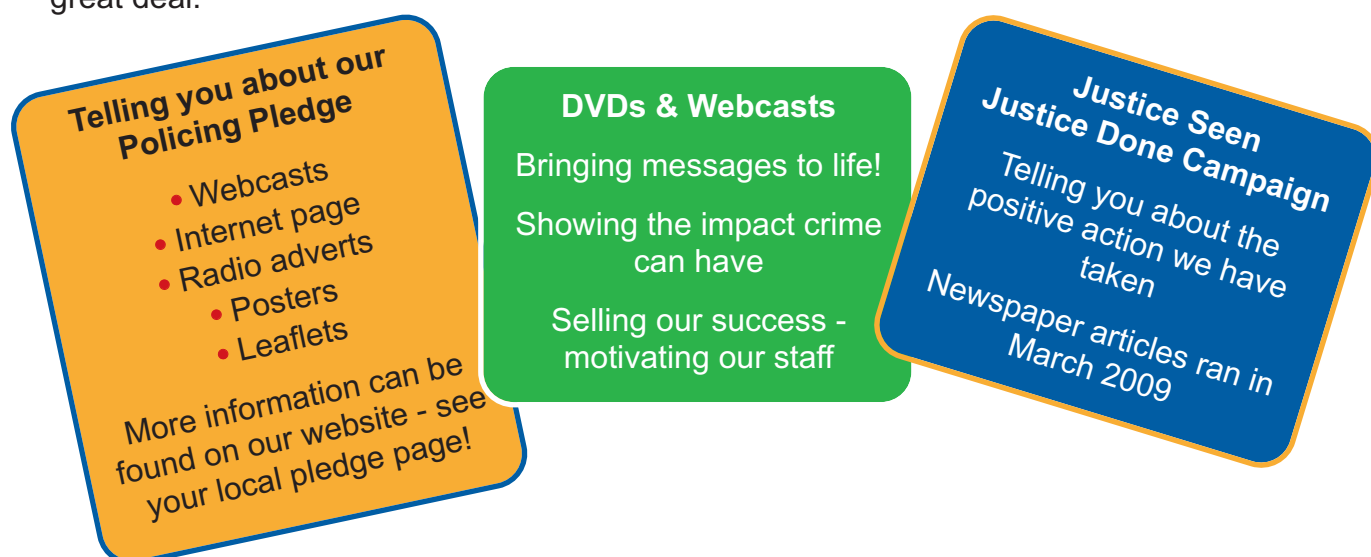 great deal.
Telling you about our
Policing Pledge
• Webcasts
• Internet page
• Radio adverts
• Posters
• Leaflets
More information can be
found on our website - see
your local pledge page!
DVDs & Webcasts
Bringing messages to life!
Showing the impact crime
can have
Selling our success -
motivating our staff
Justice Seen
Justice Done Campaign
Telling you about the
positive action we have
taken
Newspaper articles ran in
March 2009